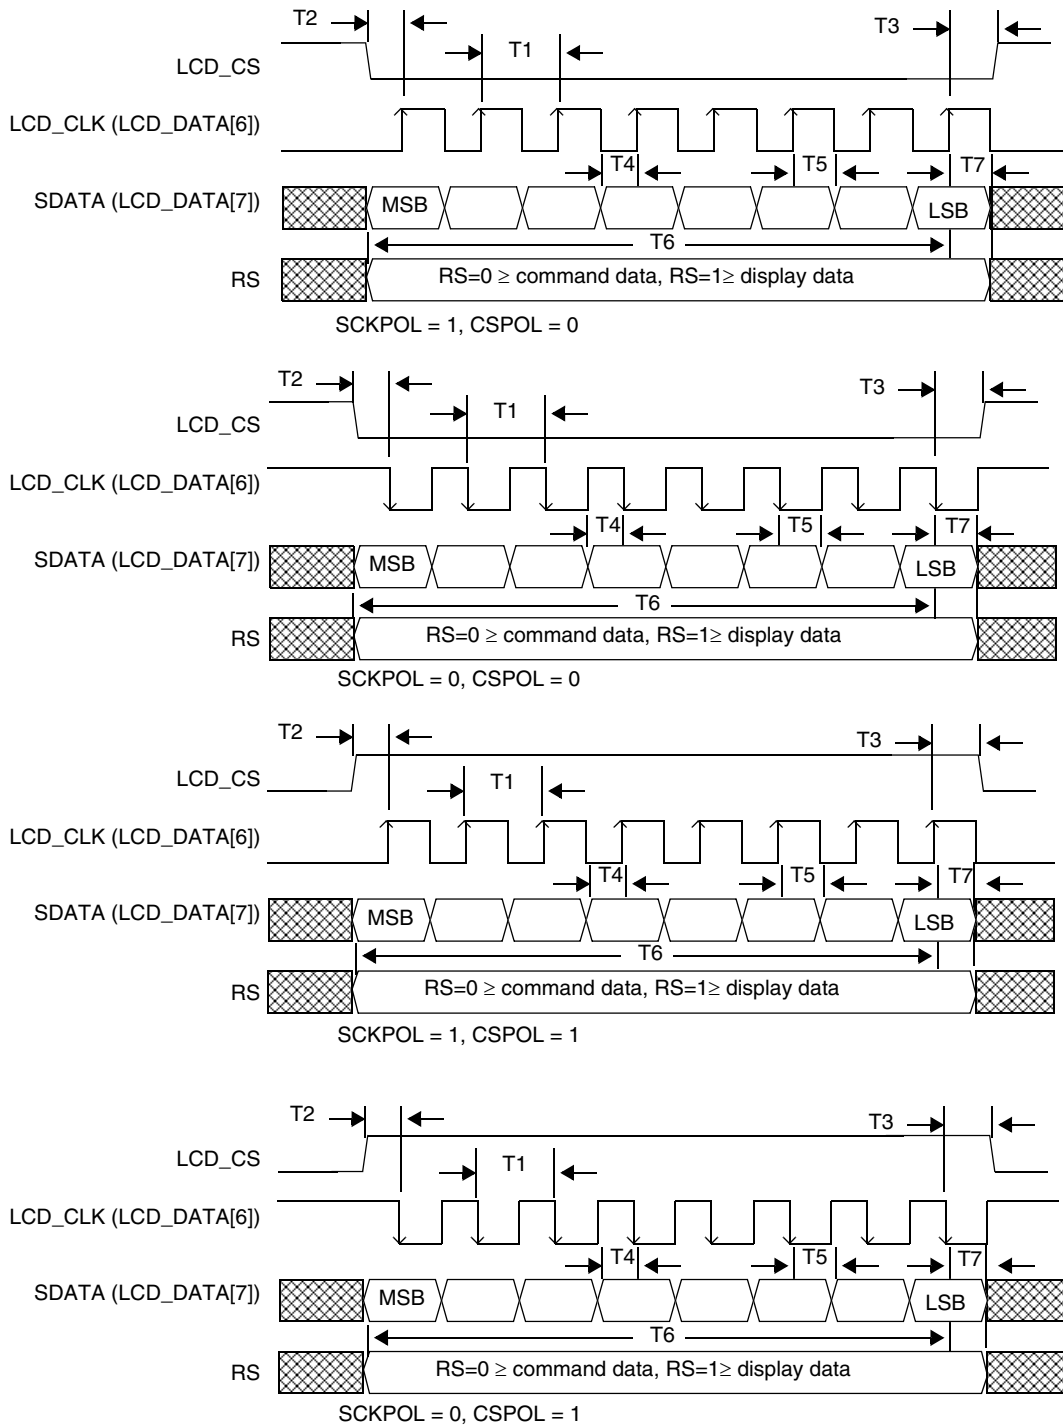 T2
T3
T1
LCD_CS
LCD_CLK (LCD_DATA[6])
T4 T5 T7
SDATA (LCD_DATA[7]) MSB LSB
T6
RS RS=0 ≥ command data, RS=1≥ display data
SCKPOL = 1, CSPOL = 0
T2 T3
T1
LCD_CS
LCD_CLK (LCD_DATA[6])
T4 T5 T7
SDATA (LCD_DATA[7]) MSB LSB
T6
RS RS=0 ≥ command data, RS=1≥ display data
SCKPOL = 0, CSPOL = 0
T2 T3
T1
LCD_CS
LCD_CLK (LCD_DATA[6])
T4 T5 T7
SDATA (LCD_DATA[7]) MSB LSB
T6
RS RS=0 ≥ command data, RS=1≥ display data
SCKPOL = 1, CSPOL = 1
T2 T3
T1
LCD_CS
LCD_CLK (LCD_DATA[6])
T4 T5 T7
SDATA (LCD_DATA[7]) MSB LSB
T6
RS RS=0 ≥ command data, RS=1≥ display data
SCKPOL = 0, CSPOL = 1